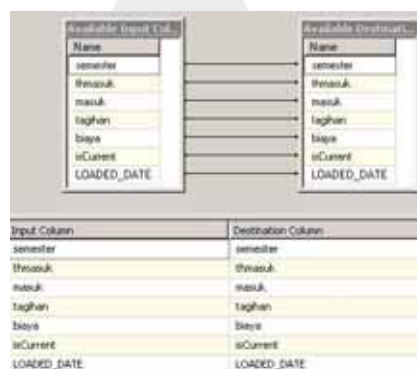 Available Input Col...
Name
semester
thmasuk
masuk
tagihan
biaya
isCurrent
LOADED_DATE
Available Destinati...
Name
semester
thmasuk
masuk
tagihan
biaya
isCurrent
LOADED_DATE
Input Column Destination Column
semester semester
thmasuk thmasuk
masuk masuk
tagihan tagihan
biaya biaya
isCurrent isCurrent
LOADED_DATE LOADED_DATE